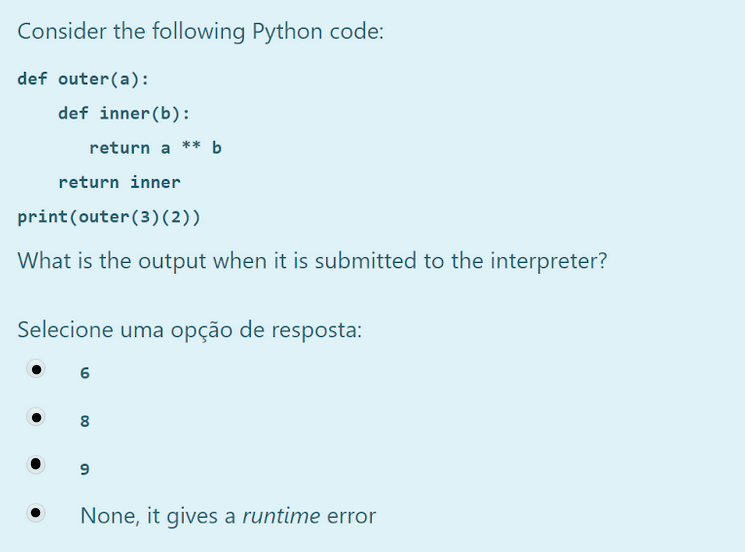 Consider the following Python code:
def outer(a):
    def inner(b):
        return a ** b
    return inner
print(outer(3)(2))
What is the output when it is submitted to the interpreter?
Selecione uma opção de resposta:
6
8
9
None, it gives a runtime error